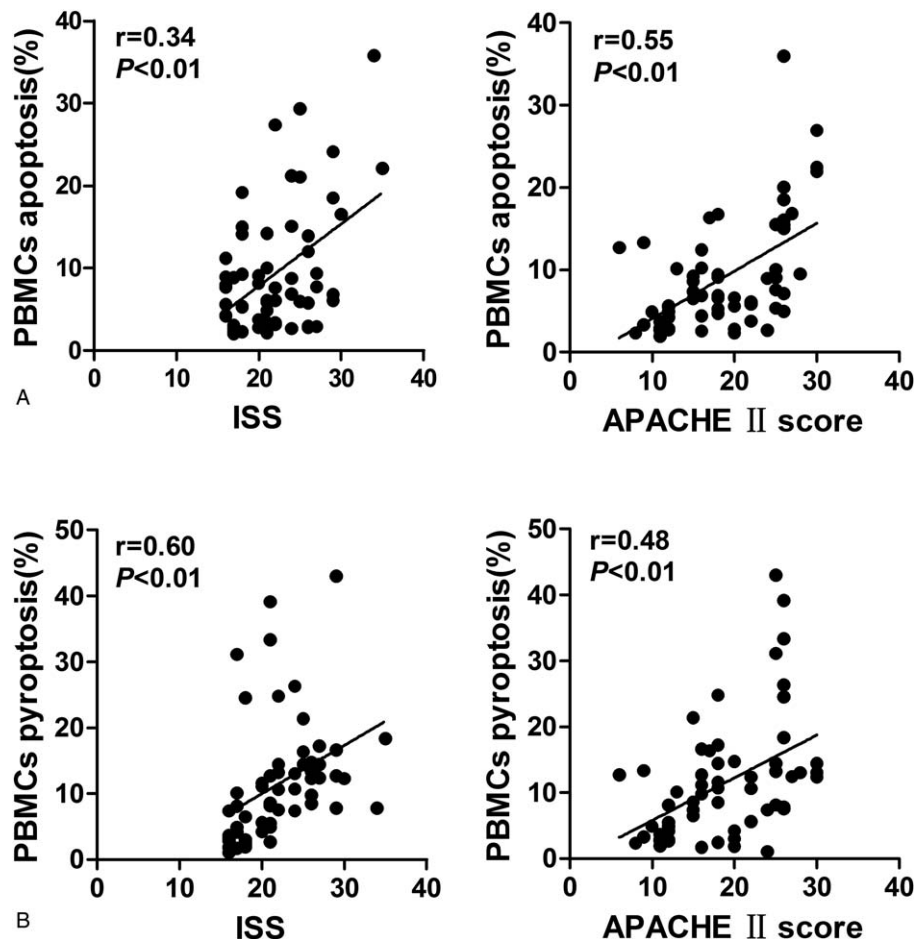 r=0.34
P<0.01
PBMCs apoptosis(%)
40
30
20
10
0
0 10 20 30 40
ISS
A
r=0.55
P<0.01
PBMCs apoptosis(%)
40
30
20
10
0
0 10 20 30 40
APACHE Ⅱ score
r=0.60
P<0.01
PBMCs pyroptosis(%)
50
40
30
20
10
0
0 10 20 30 40
ISS
B
r=0.48
P<0.01
PBMCs pyroptosis(%)
50
40
30
20
10
0
0 10 20 30 40
APACHE Ⅱ score